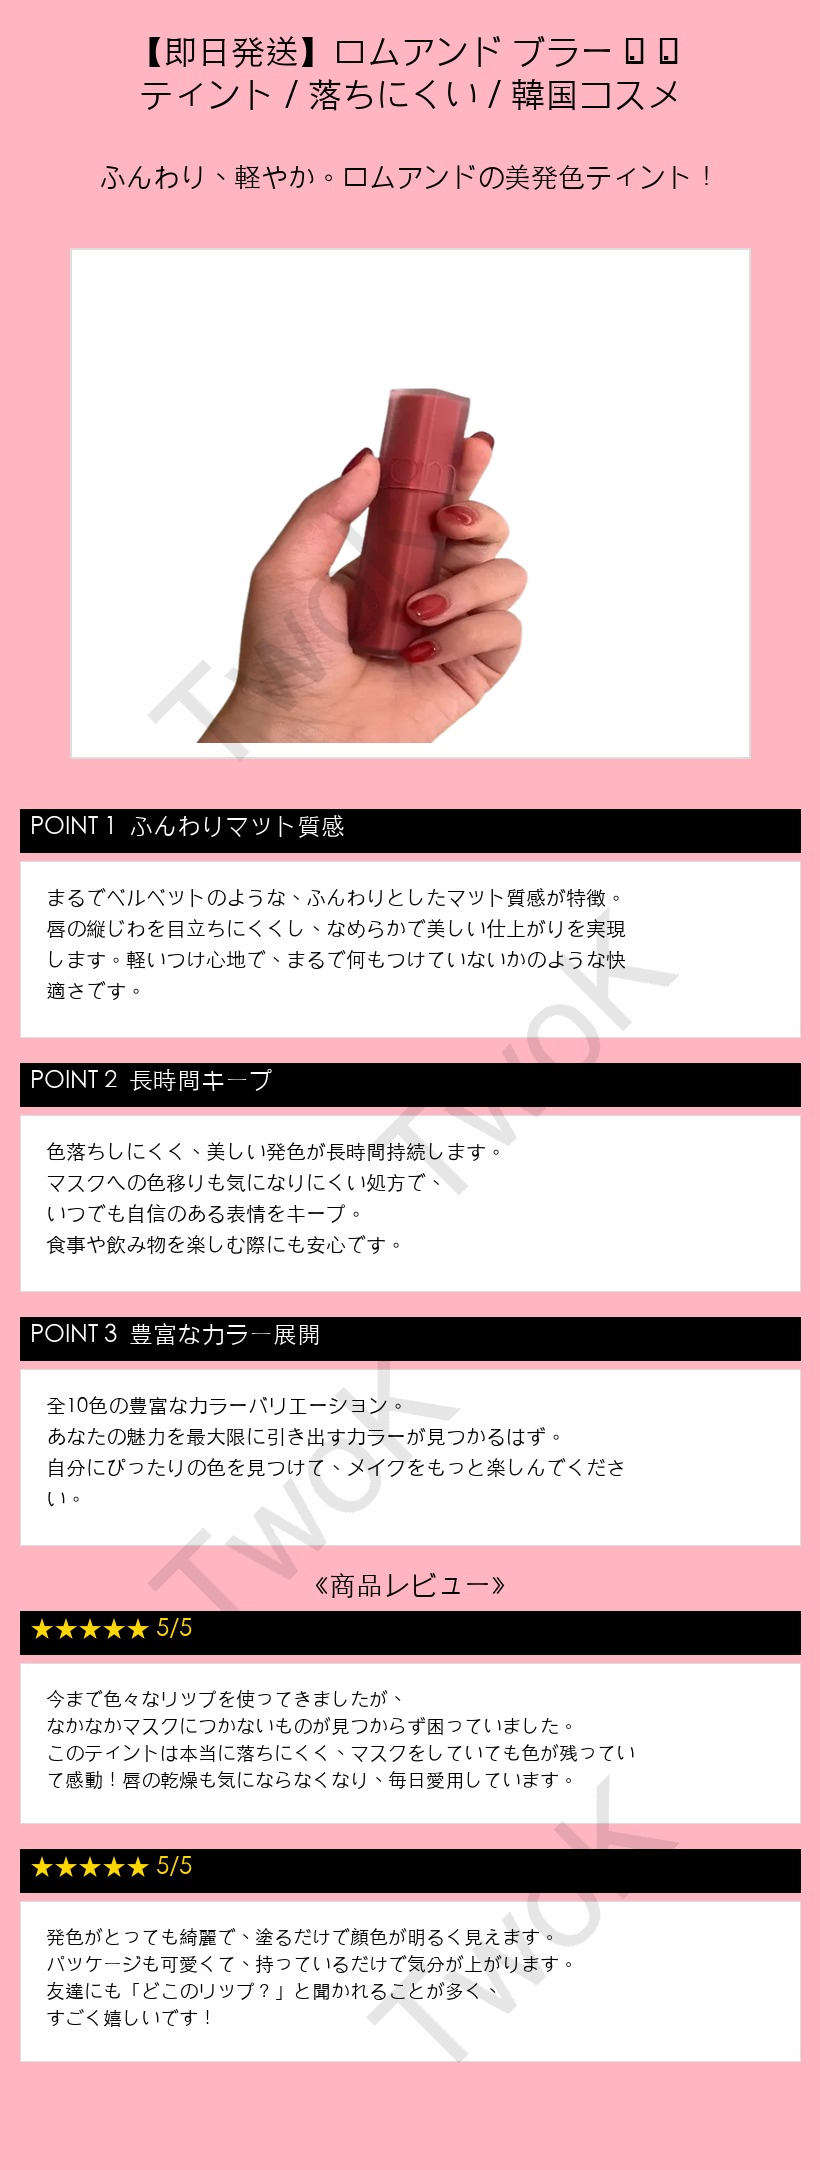 【即日発送】ロムアンド ブラー
ティント / 落ちにくい / 韓国コスメ
ふんわり、軽やか。ロムアンドの美発色ティント！
rom
TwoK
POINT 1 ふんわりマット質感
まるでベルベットのような、ふんわりとしたマット質感が特徴。
唇の縦じわを目立ちにくくし、なめらかで美しい仕上がりを実現
します。軽いつけ心地で、まるで何もつけていないかのような快
適さです。
TwoK
POINT 2 長時間キープ
色落ちしにくく、美しい発色が長時間持続します。
マスクへの色移りも気になりにくい処方で、
いつでも自信のある表情をキープ。
食事や飲み物を楽しむ際にも安心です。
POINT 3 豊富なカラー展開
全10色の豊富なカラーバリエーション。
あなたの魅力を最大限に引き出すカラーが見つかるはず。
自分にぴったりの色を見つけて、メイクをもっと楽しんでくださ
い。
TwoK
《商品レビュー》
★★★★★ 5/5
今まで色々なリップを使ってきましたが、
なかなかマスクにつかないものが見つからず困っていました。
このティントは本当に落ちにくく、マスクをしていても色が残ってい
て感動！唇の乾燥も気にならなくなり、毎日愛用しています。
★★★★★ 5/5
発色がとっても綺麗で、塗るだけで顔色が明るく見えます。
パッケージも可愛くて、持っているだけで気分が上がります。
友達にも「どこのリップ？」と聞かれることが多く、
すごく嬉しいです！
TwoK